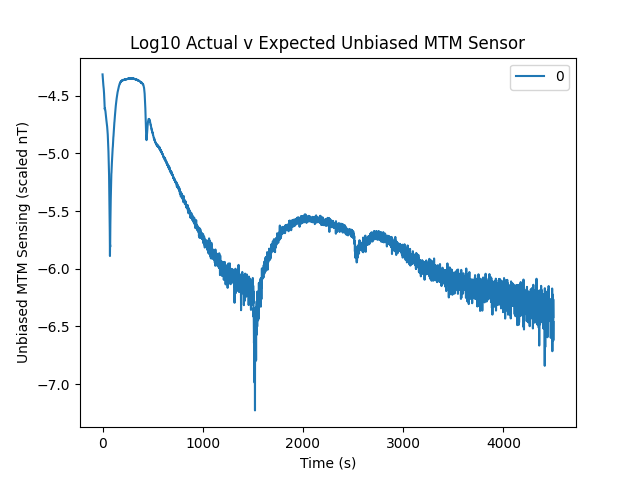 Log10 Actual v Expected Unbiased MTM Sensor
0
Unbiased MTM Sensing (scaled nT)
−4.5
−5.0
−5.5
−6.0
−6.5
−7.0
0 1000 2000 3000 4000
Time (s)